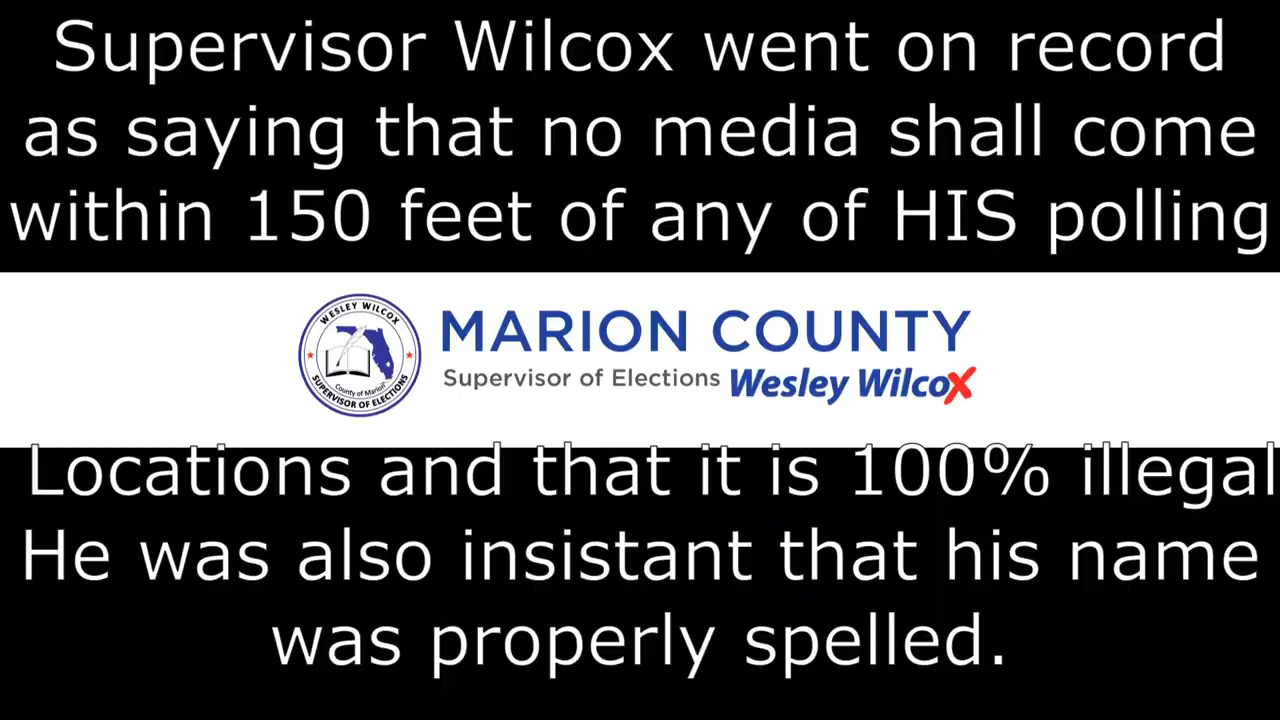 Supervisor Wilcox went on record
as saying that no media shall come
within 150 feet of any of HIS polling
WESLEY WILCOX
County of Marion
SUPERVISOR OF ELECTIONS
MARION COUNTY
Supervisor of Elections Wesley Wilcox
Locations and that it is 100% illegal
He was also insistant that his name
was properly spelled.